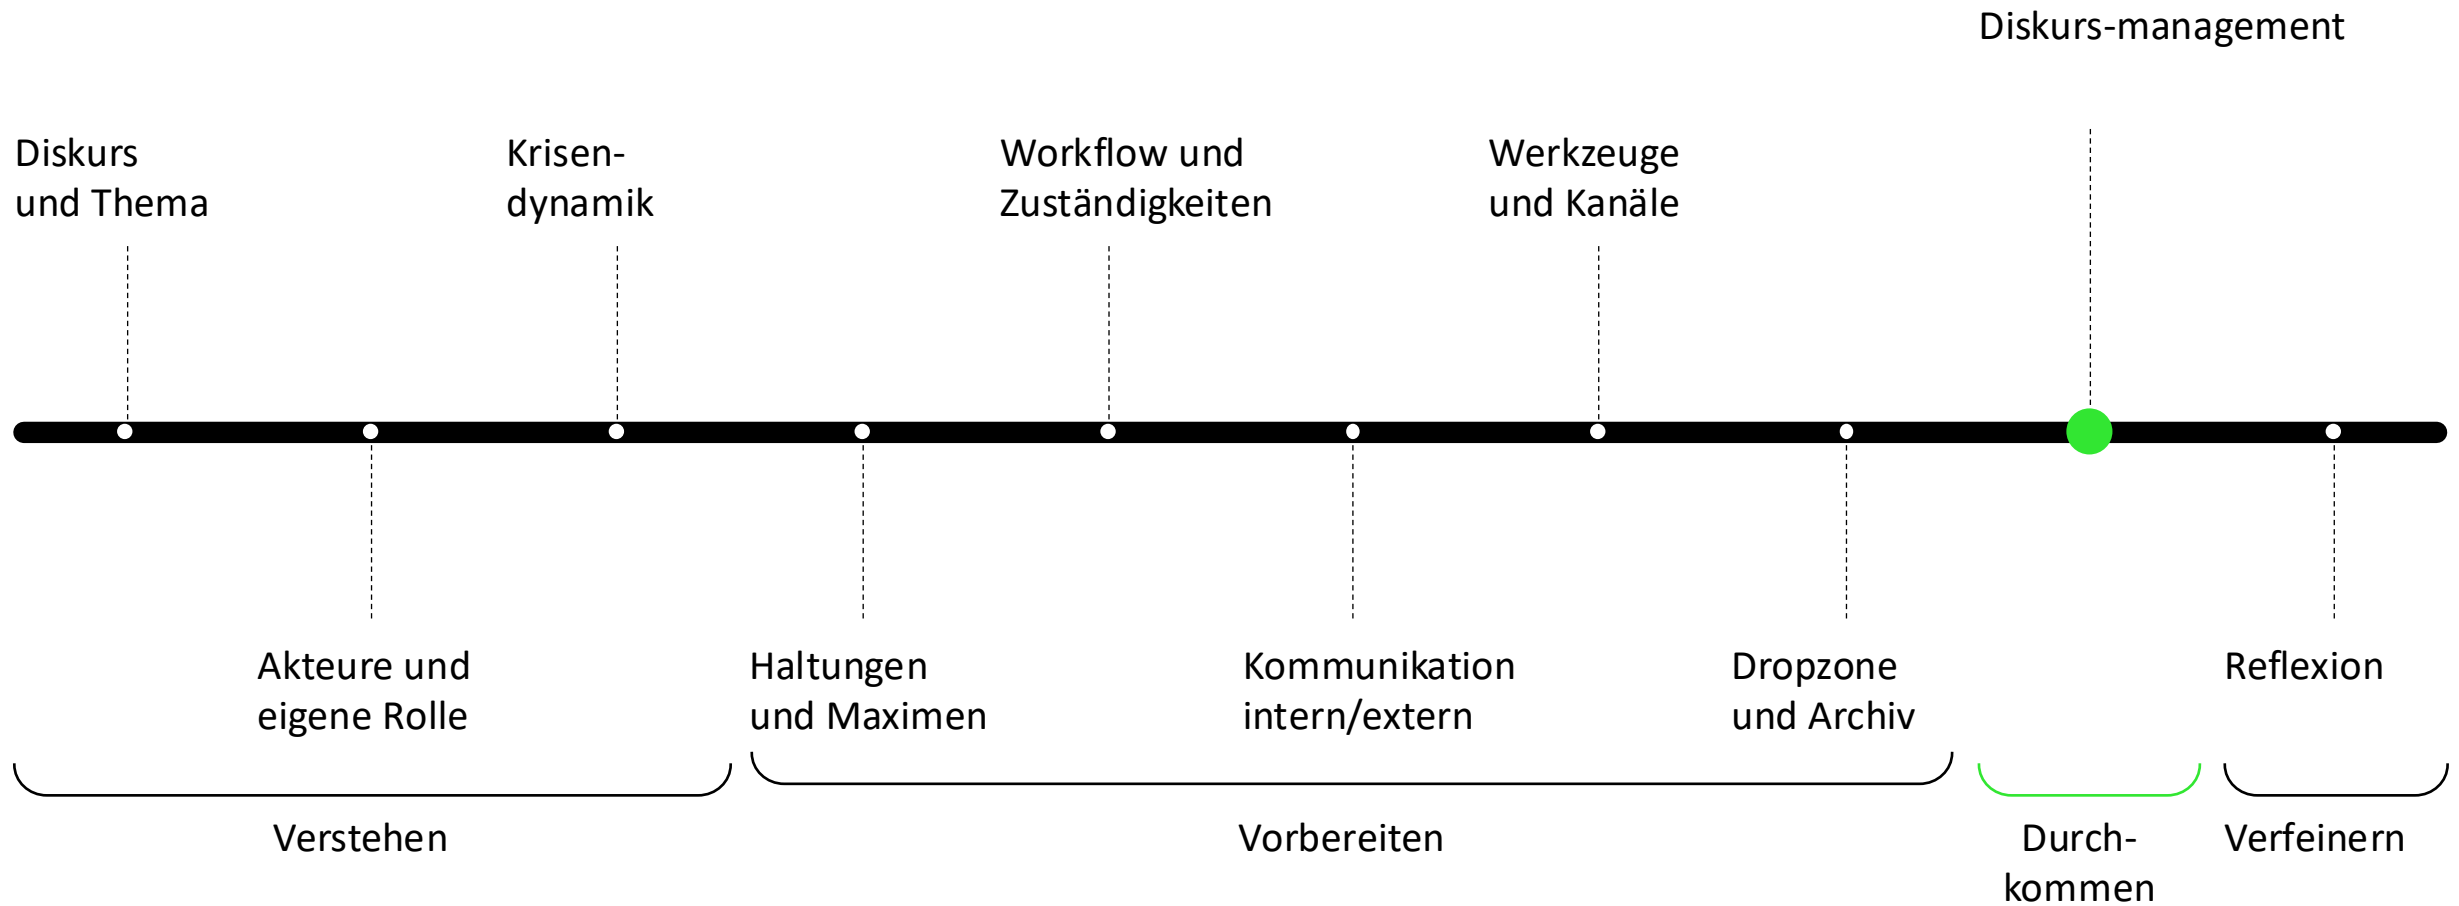 Diskurs-management
Diskurs
und Thema
Krisen-
dynamik
Workflow und
Zuständigkeiten
Werkzeuge
und Kanäle
Akteure und
eigene Rolle
Haltungen
und Maximen
Kommunikation
intern/extern
Dropzone
und Archiv
Reflexion
Verstehen
Vorbereiten
Durch-
kommen
Verfeinern